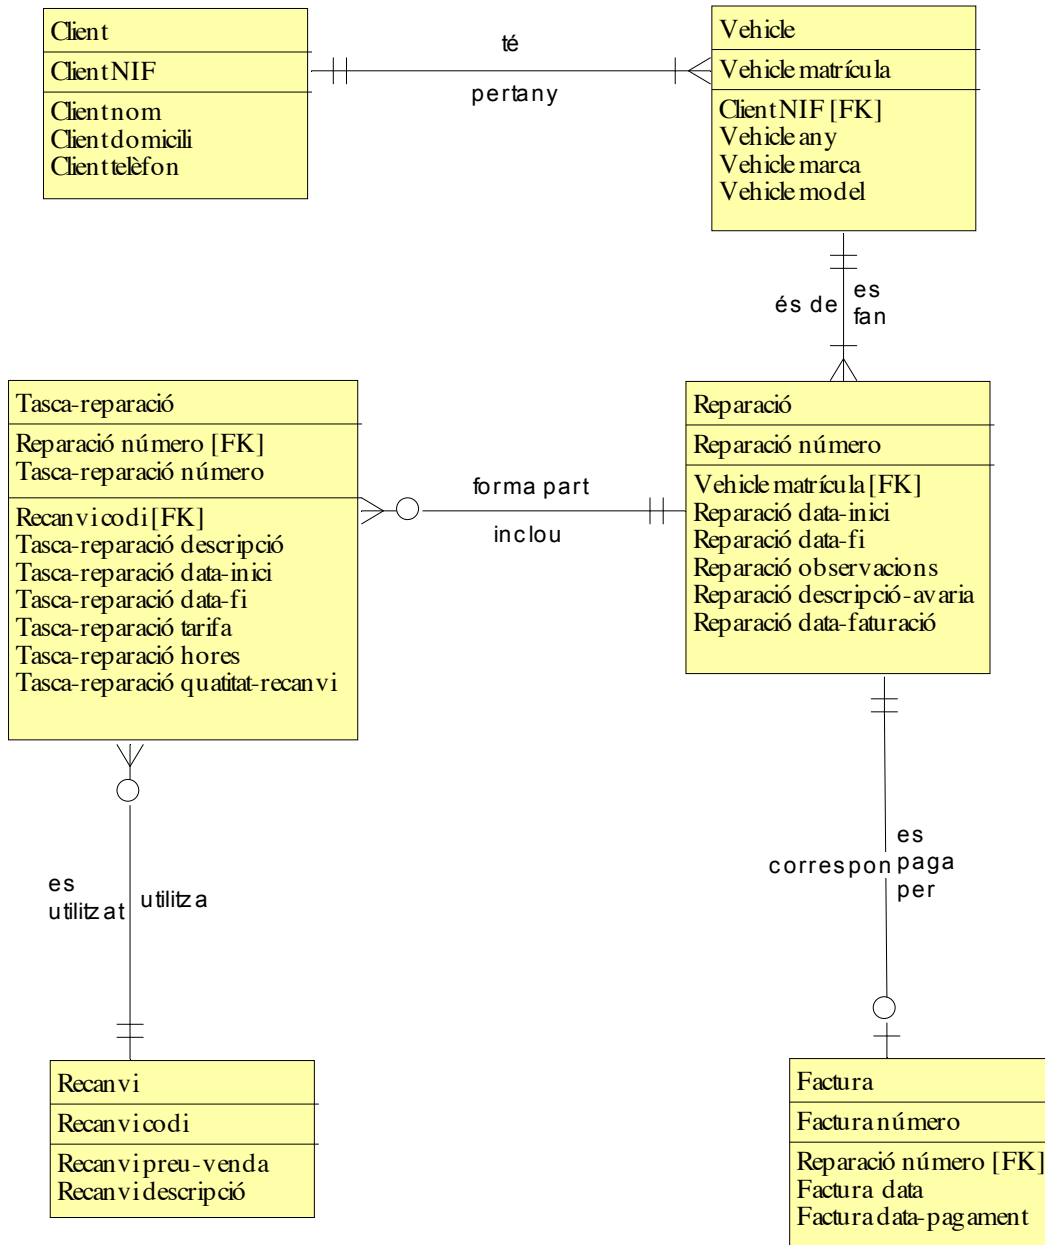 Client
Client NIF
Client nom
Client domicili
Client telèfon
té
pertany
Vehicle
Vehicle matrícula
Client NIF [FK]
Vehicle any
Vehicle marca
Vehicle model
és de
es
fan
Tasca-reparació
Reparació número [FK]
Tasca-reparació número
Recanvi codi [FK]
Tasca-reparació descripció
Tasca-reparació data-inici
Tasca-reparació data-fi
Tasca-reparació tarifa
Tasca-reparació hores
Tasca-reparació quatitat-recanvi
forma part
inclou
Reparació
Reparació número
Vehicle matrícula [FK]
Reparació data-inici
Reparació data-fi
Reparació observacions
Reparació descripció-avaria
Reparació data-faturació
es
utilitzat
utilitza
correspon
es
paga
per
Recanvi
Recanvi codi
Recanvi preu-venda
Recanvi descripció
Factura
Factura número
Reparació número [FK]
Factura data
Factura data-pagament